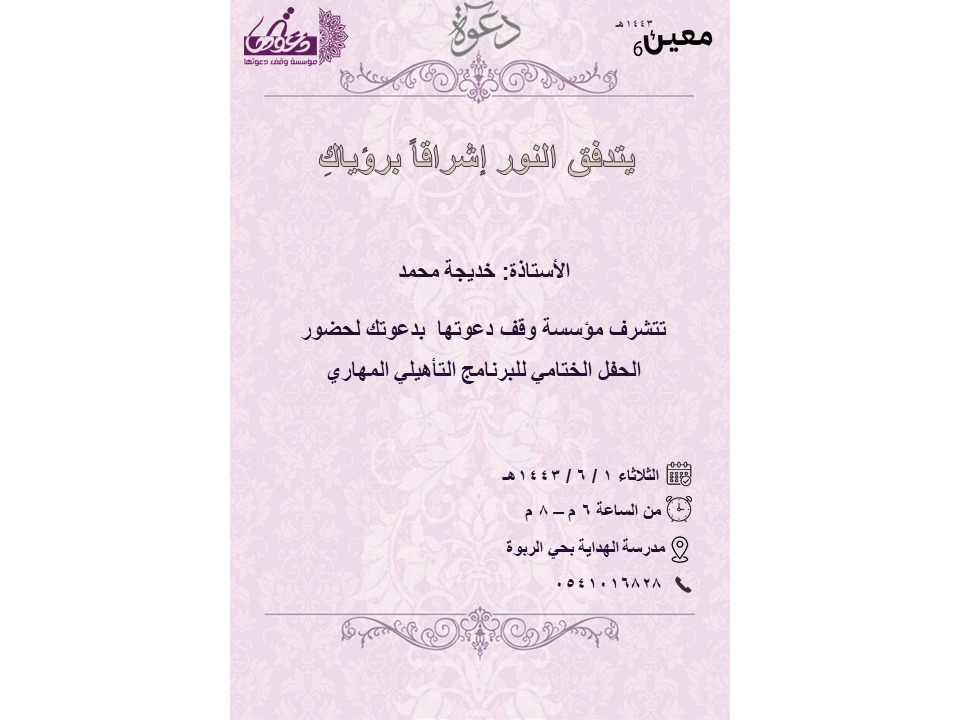 دعوتها
مؤسسة وقف دعوتها
دعوة
١٤٤٣هـ
معين
6
يتدفق النور إشراقاً برؤياكِ
الأستاذة: خديجة محمد
تتشرف مؤسسة وقف دعوتها بدعوتك لحضور
الحفل الختامي للبرنامج التأهيلي المهاري
الثلاثاء ١ / ٦ / ١٤٤٣هـ
من الساعة ٦ م – ٨ م
مدرسة الهداية بحي الربوة
٠٥٤١٠١٦٨٢٨